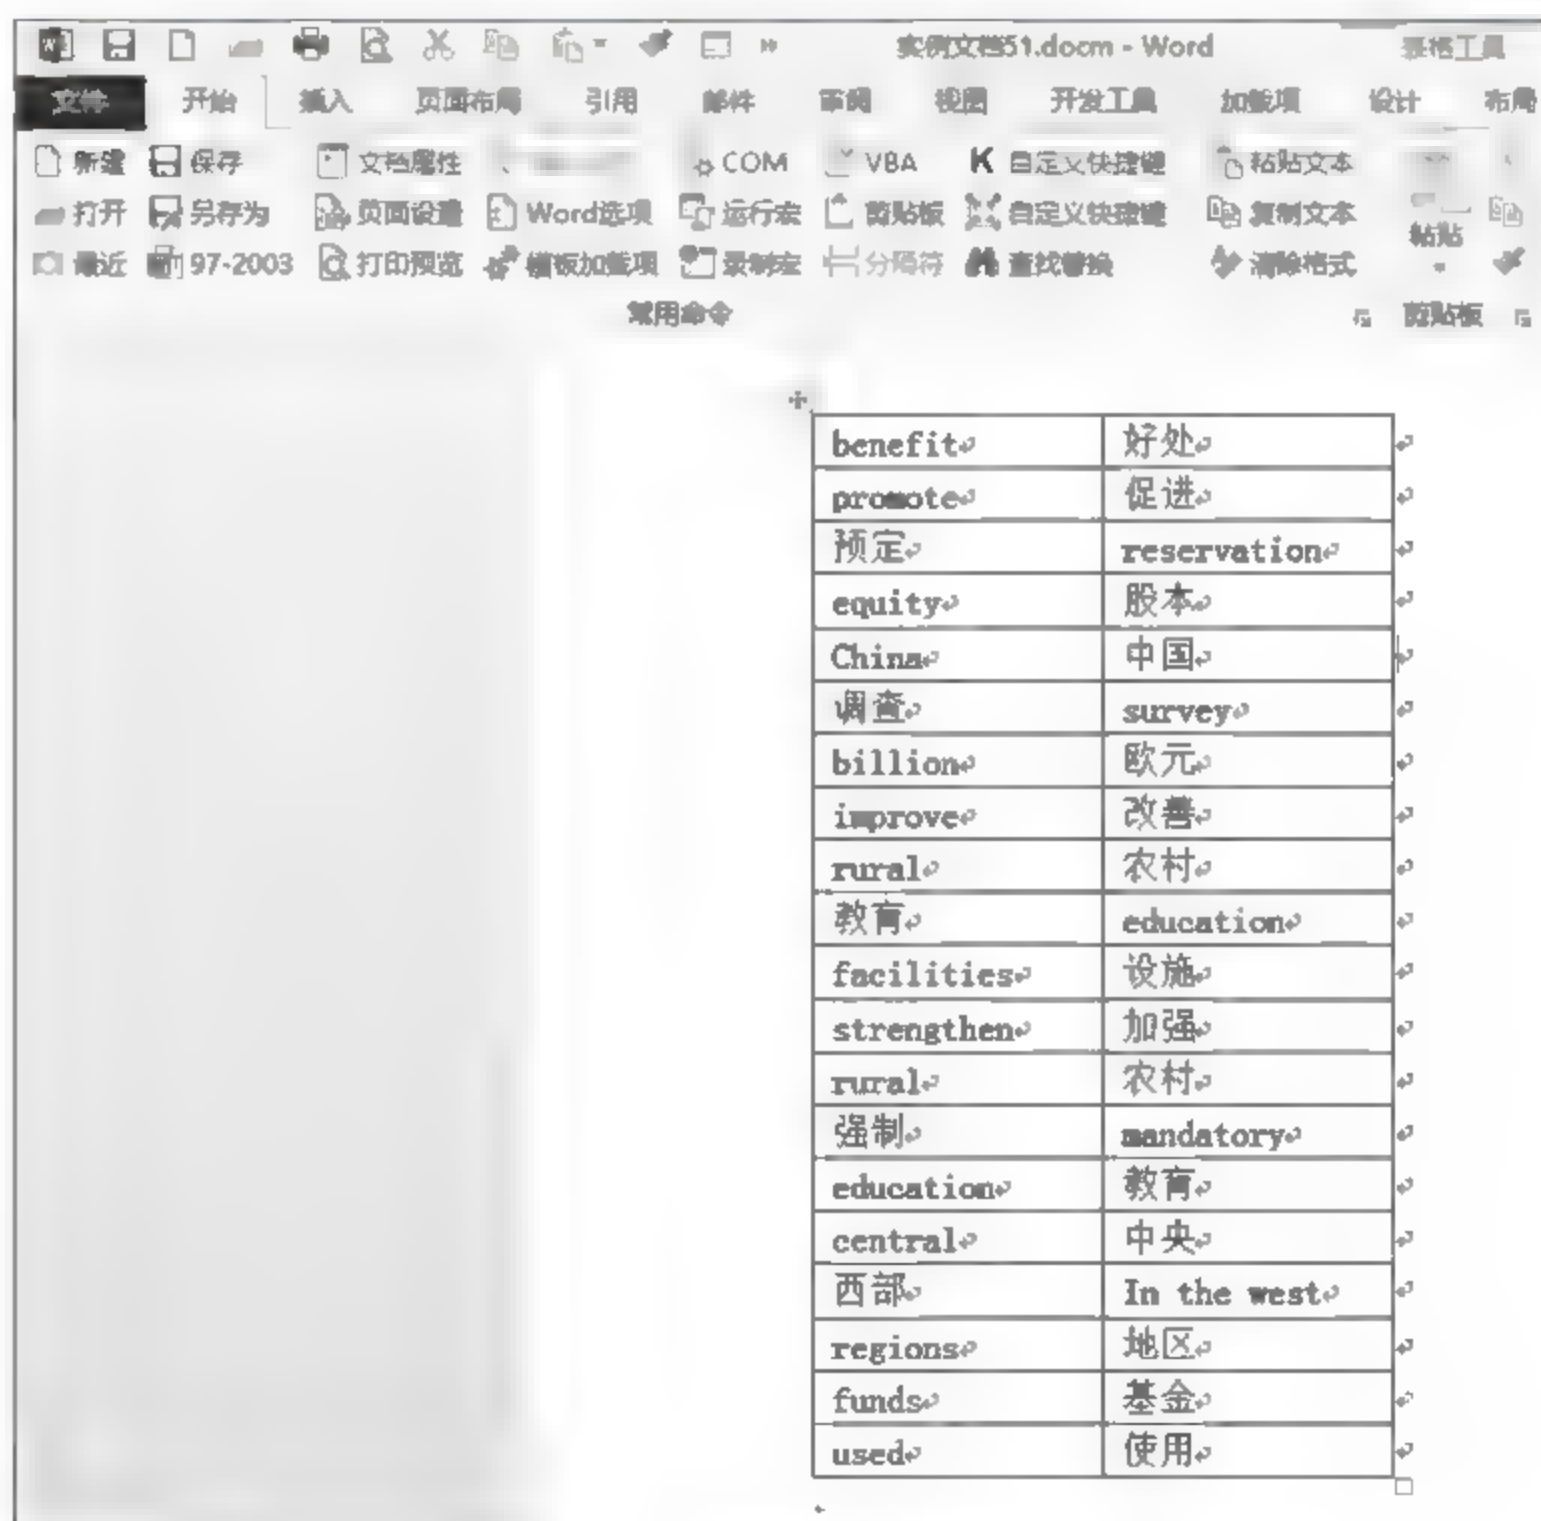 实例文档51.docm - Word 表格工具
文件 开始 插入 页面布局 引用 邮件 审阅 视图 开发工具 加载项 设计 布局
新建 保存 文档属性 COM VBA 自定义快捷键 粘贴文本
打开 另存为 页面设置 Word选项 运行宏 剪贴板 自定义快捷键 复制文本 粘贴
最近 97-2003 打印预览 模板加载项 录制宏 分隔符 查找替换 清除格式
常用命令 剪贴板
benefit 好处
promote 促进
预定 reservation
equity 股本
China 中国
调查 survey
billion 欧元
improve 改善
rural 农村
教育 education
facilities 设施
strengthen 加强
rural 农村
强制 mandatory
education 教育
central 中央
西部 In the west
regions 地区
funds 基金
used 使用